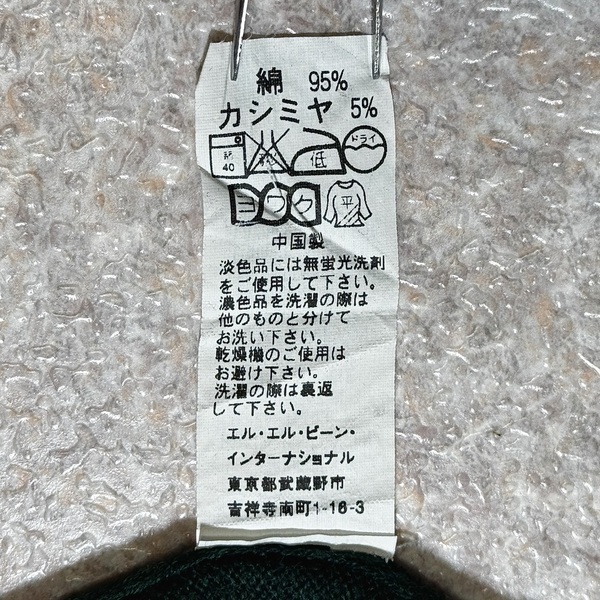 綿 95%
カシミヤ 5%
40 低 ドライ
ヨワク 平
中国製
淡色品には無蛍光洗剤
をご使用して下さい。
濃色品を洗濯の際は
他のものと分けて
お洗い下さい。
乾燥機のご使用は
お避け下さい。
洗濯の際は裏返
して下さい。
エル・エル・ビーン・
インターナショナル
東京都武蔵野市
吉祥寺南町1-16-3